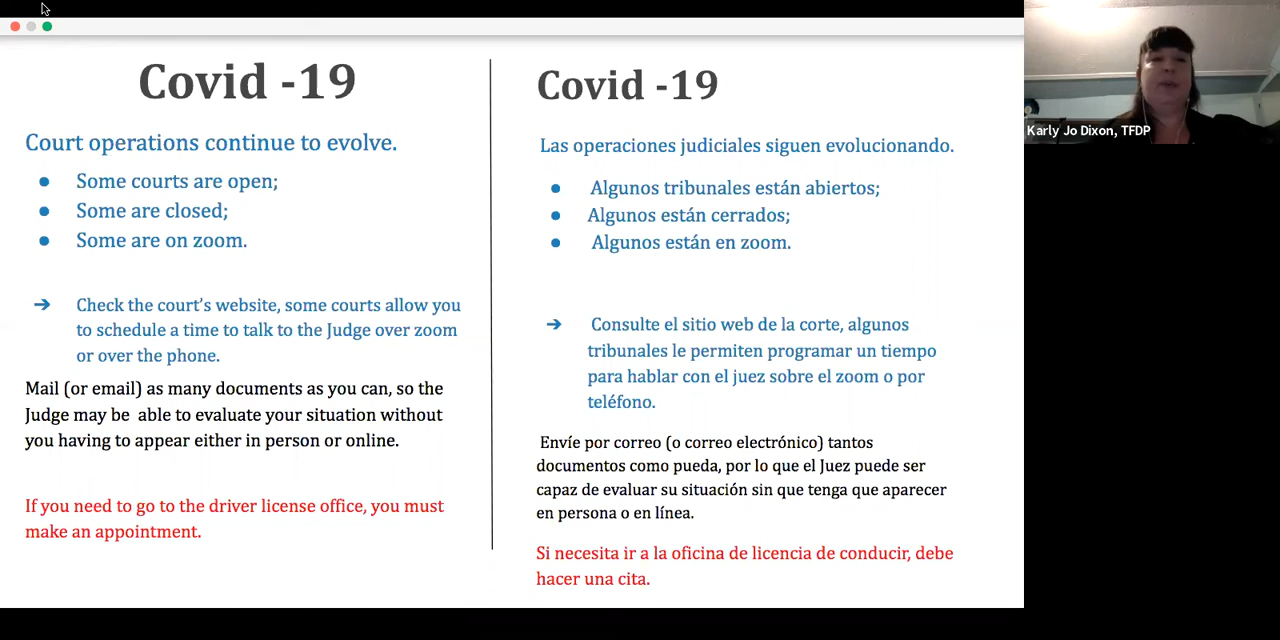 Covid -19
Court operations continue to evolve.
● Some courts are open;
● Some are closed;
● Some are on zoom.
➔ Check the court's website, some courts allow you
to schedule a time to talk to the Judge over zoom
or over the phone.
Mail (or email) as many documents as you can, so the
Judge may be able to evaluate your situation without
you having to appear either in person or online.
If you need to go to the driver license office, you must
make an appointment.
Covid -19
Las operaciones judiciales siguen evolucionando.
● Algunos tribunales están abiertos;
● Algunos están cerrados;
● Algunos están en zoom.
➔ Consulte el sitio web de la corte, algunos
tribunales le permiten programar un tiempo
para hablar con el juez sobre el zoom o por
teléfono.
Envíe por correo (o correo electrónico) tantos
documentos como pueda, por lo que el Juez puede ser
capaz de evaluar su situación sin que tenga que aparecer
en persona o en línea.
Si necesita ir a la oficina de licencia de conducir, debe
hacer una cita.
Karly Jo Dixon, TFDP